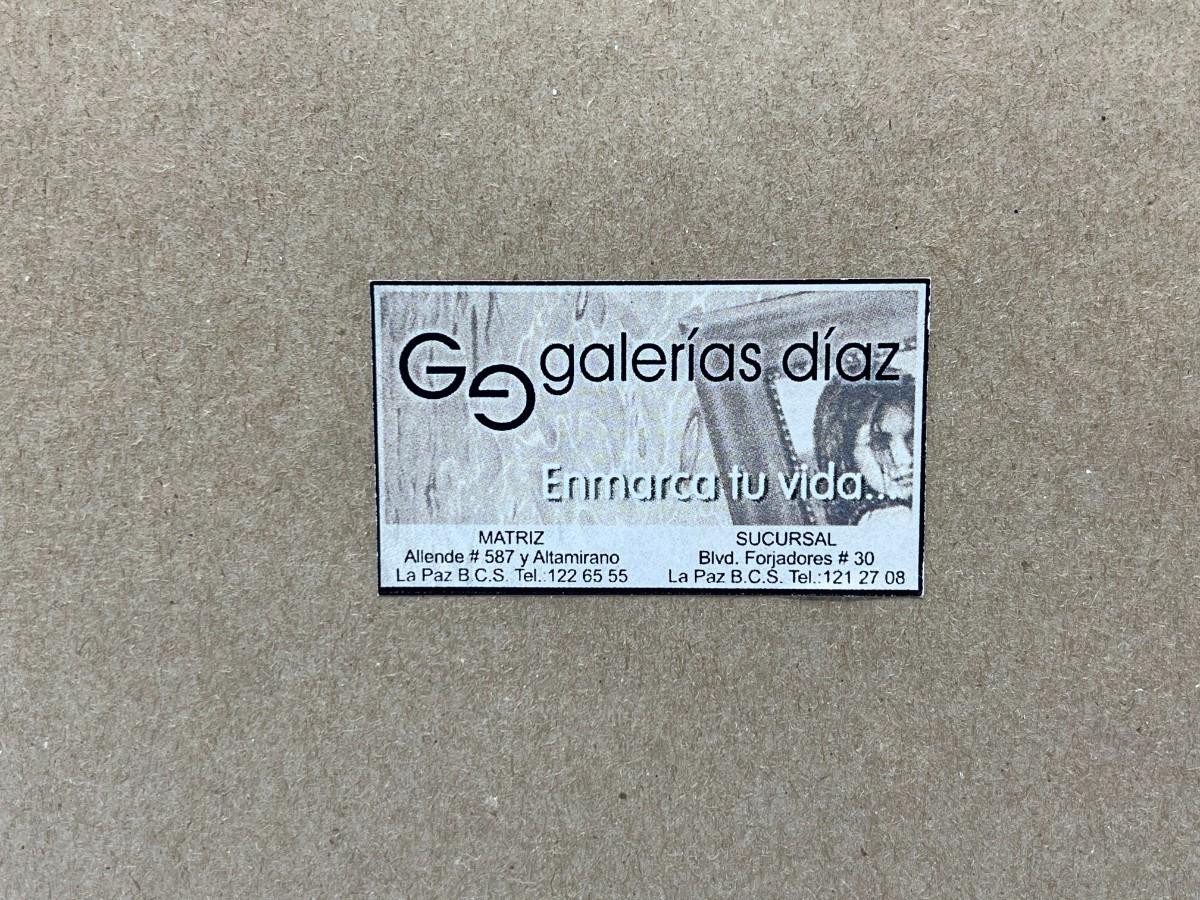 GG galerías díaz
Enmarca tu vida...
MATRIZ
Allende # 587 y Altamirano
La Paz B.C.S. Tel.:122 65 55
SUCURSAL
Blvd. Forjadores # 30
La Paz B.C.S. Tel.:121 27 08